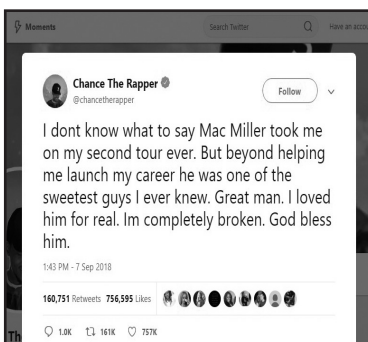 Moments
Search Twitter
Have an accou
Chance The Rapper
@chancetherapper
Follow
I dont know what to say Mac Miller took me
on my second tour ever. But beyond helping
me launch my career he was one of the
sweetest guys I ever knew. Great man. I loved
him for real. Im completely broken. God bless
him.
1:43 PM - 7 Sep 2018
160,751 Retweets 756,595 Likes
1.0K 161K 757K
Th